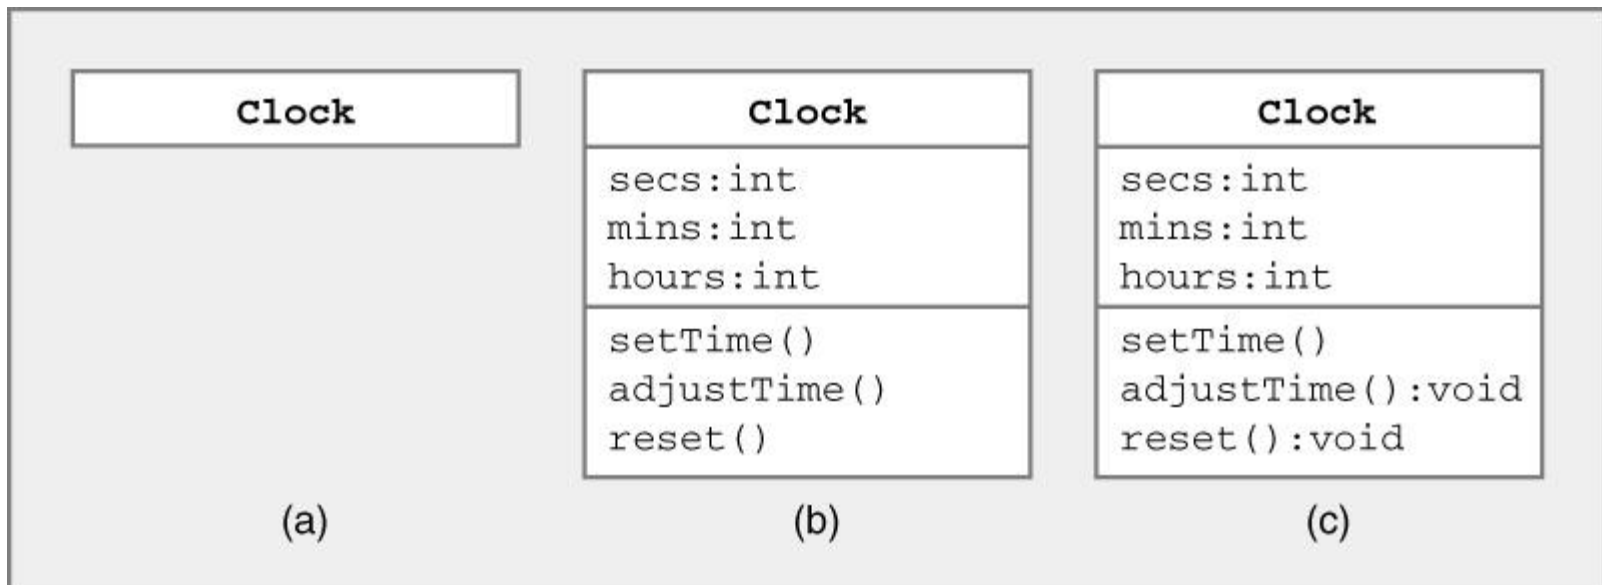 Clock
(a)
Clock
secs:int
mins:int
hours:int
setTime()
adjustTime()
reset()
(b)
Clock
secs:int
mins:int
hours:int
setTime()
adjustTime():void
reset():void
(c)